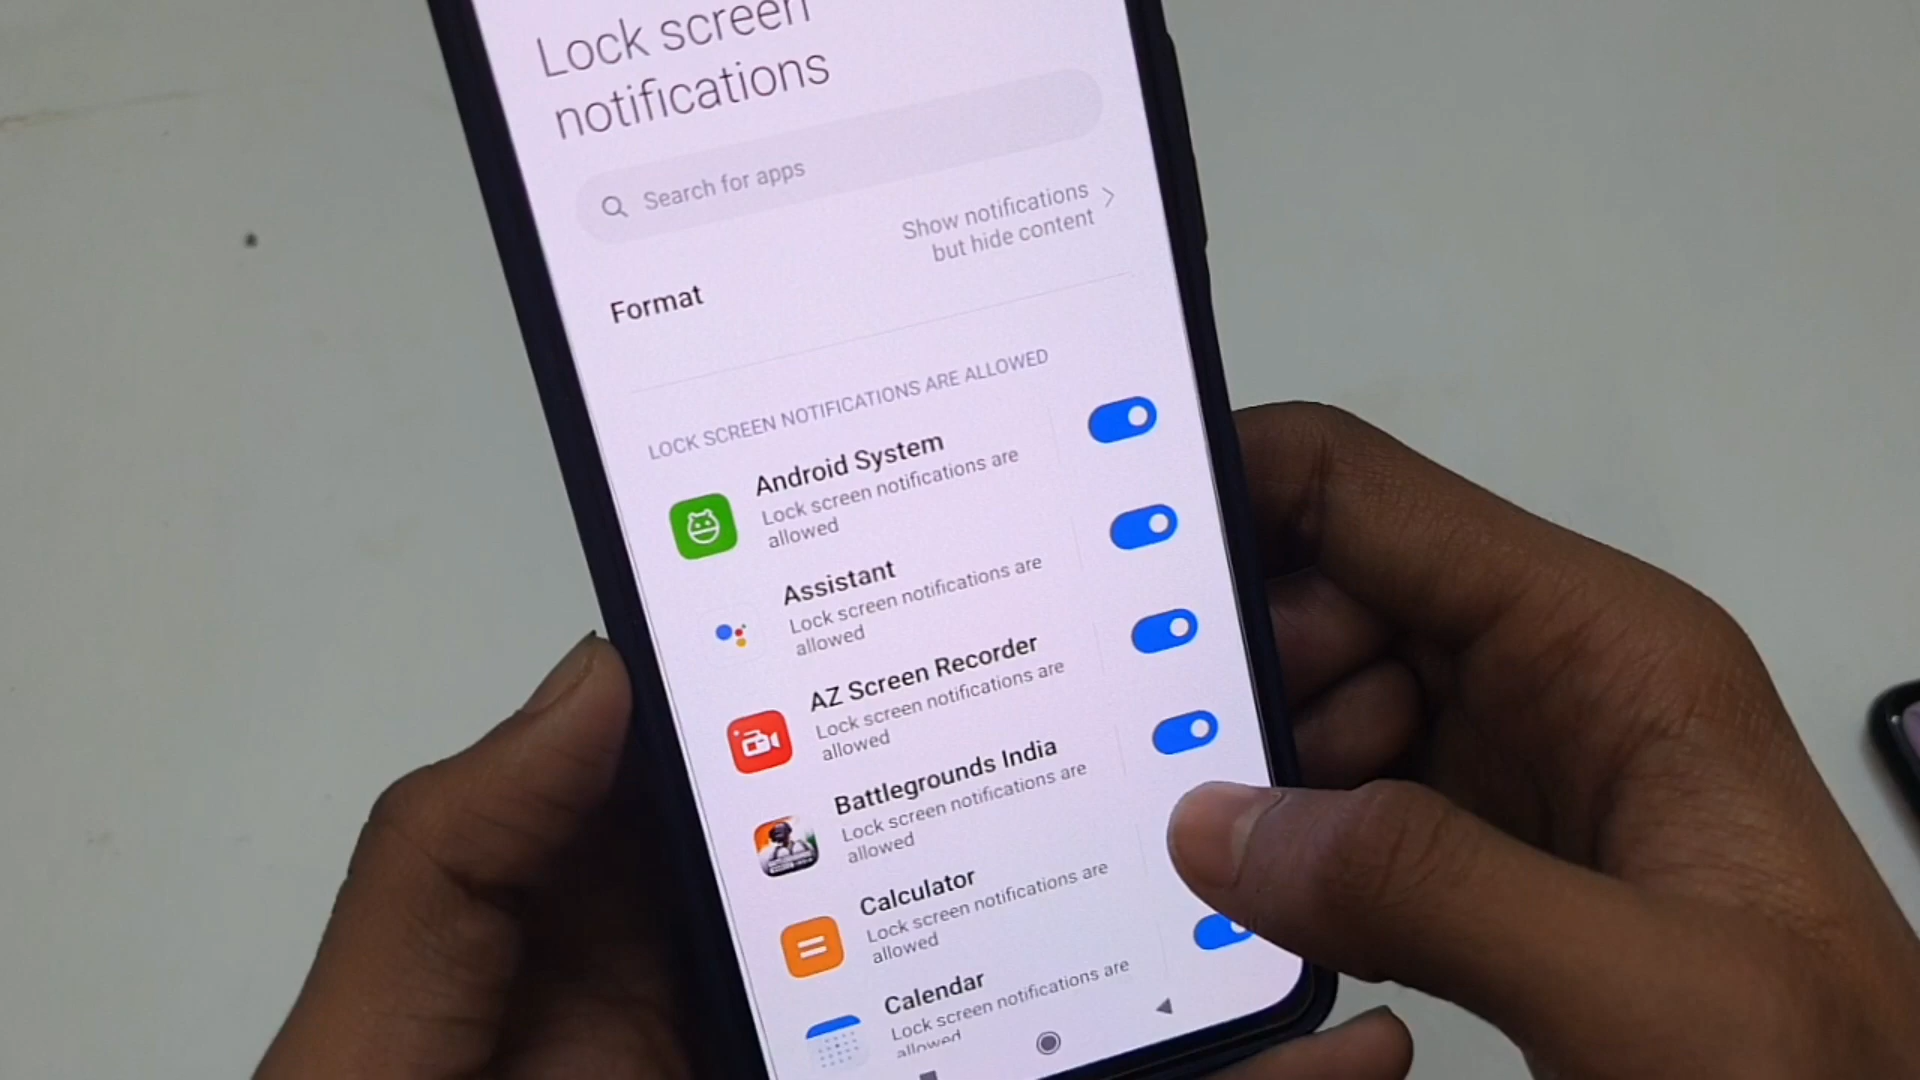 Lock screen
notifications
Search for apps
Show notifications
but hide content
Format
LOCK SCREEN NOTIFICATIONS ARE ALLOWED
Android System
Lock screen notifications are
allowed
Assistant
Lock screen notifications are
allowed
AZ Screen Recorder
Lock screen notifications are
allowed
Battlegrounds India
Lock screen notifications are
allowed
Calculator
Lock screen notifications are
allowed
Calendar
Lock screen notifications are
allowed